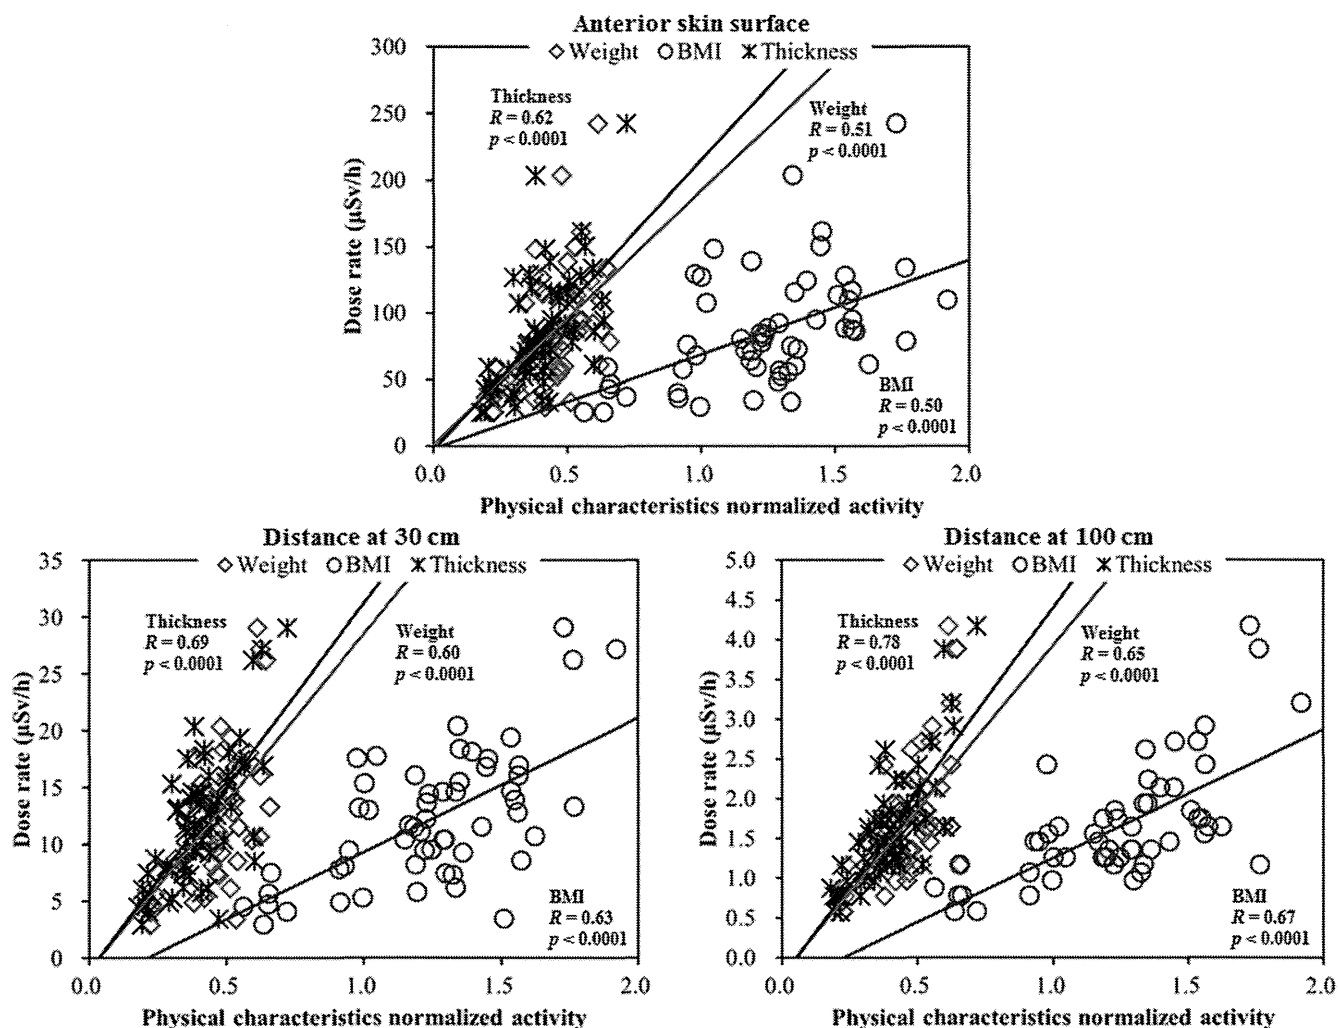 Anterior skin surface
◇Weight ○BMI ж Thickness
300
250
200
150
100
50
0
Dose rate (μSv/h)
Thickness
R = 0.62
p < 0.0001
Weight
R = 0.51
p < 0.0001
BMI
R = 0.50
p < 0.0001
0.0 0.5 1.0 1.5 2.0
Physical characteristics normalized activity
Distance at 30 cm
◇Weight ○BMI ж Thickness
35
30
25
20
15
10
5
0
Dose rate (μSv/h)
Thickness
R = 0.69
p < 0.0001
Weight
R = 0.60
p < 0.0001
BMI
R = 0.63
p < 0.0001
0.0 0.5 1.0 1.5 2.0
Physical characteristics normalized activity
Distance at 100 cm
◇Weight ○BMI ж Thickness
5.0
4.5
4.0
3.5
3.0
2.5
2.0
1.5
1.0
0.5
0.0
Dose rate (μSv/h)
Thickness
R = 0.78
p < 0.0001
Weight
R = 0.65
p < 0.0001
BMI
R = 0.67
p < 0.0001
0.0 0.5 1.0 1.5 2.0
Physical characteristics normalized activity